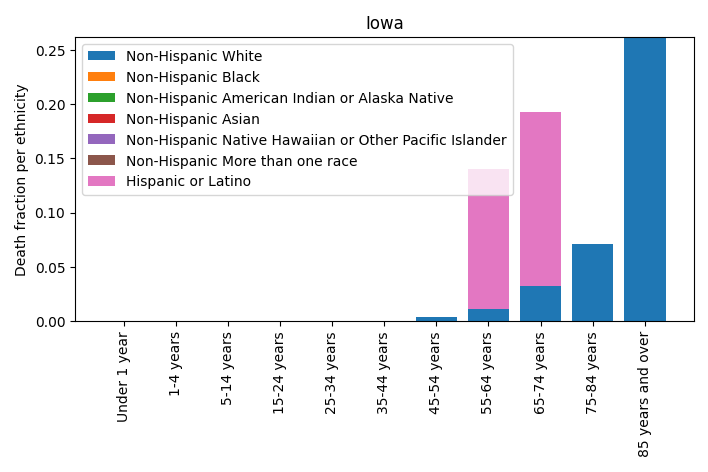 Iowa
Death fraction per ethnicity
0.25
0.20
0.15
0.10
0.05
0.00
Non-Hispanic White
Non-Hispanic Black
Non-Hispanic American Indian or Alaska Native
Non-Hispanic Asian
Non-Hispanic Native Hawaiian or Other Pacific Islander
Non-Hispanic More than one race
Hispanic or Latino
Under 1 year
1-4 years
5-14 years
15-24 years
25-34 years
35-44 years
45-54 years
55-64 years
65-74 years
75-84 years
85 years and over